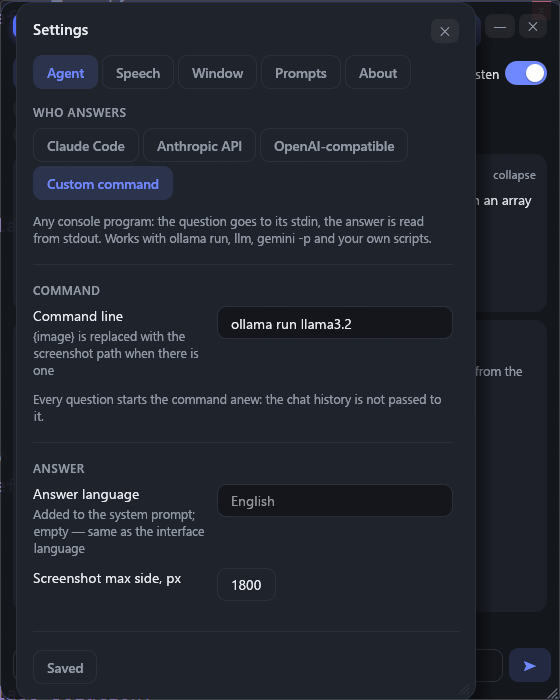 Settings
Agent
Speech
Window
Prompts
About
sten
WHO ANSWERS
Claude Code
Anthropic API
OpenAI-compatible
collapse
Custom command
n an array
Any console program: the question goes to its stdin, the answer is read
from stdout. Works with ollama run, llm, gemini -p and your own scripts.
COMMAND
Command line
ollama run llama3.2
{image} is replaced with the
screenshot path when there is
one
from the
Every question starts the command anew: the chat history is not passed to
it.
ANSWER
Answer language
English
Added to the system prompt;
empty — same as the interface
language
Screenshot max side, px
1800
Saved